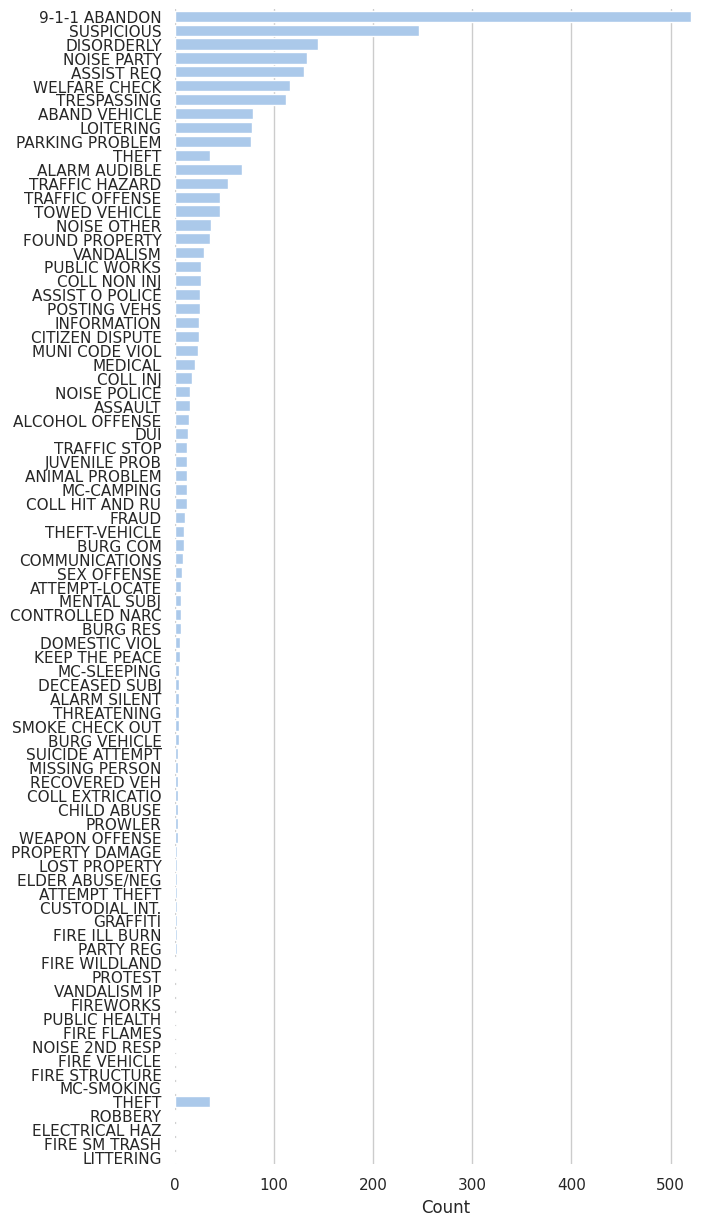 9-1-1 ABANDON
SUSPICIOUS
DISORDERLY
NOISE PARTY
ASSIST REQ
WELFARE CHECK
TRESPASSING
ABAND VEHICLE
LOITERING
PARKING PROBLEM
THEFT
ALARM AUDIBLE
TRAFFIC HAZARD
TRAFFIC OFFENSE
TOWED VEHICLE
NOISE OTHER
FOUND PROPERTY
VANDALISM
PUBLIC WORKS
COLL NON INJ
ASSIST O POLICE
POSTING VEHS
INFORMATION
CITIZEN DISPUTE
MUNI CODE VIOL
MEDICAL
COLL INJ
NOISE POLICE
ASSAULT
ALCOHOL OFFENSE
DUI
TRAFFIC STOP
JUVENILE PROB
ANIMAL PROBLEM
MC-CAMPING
COLL HIT AND RU
FRAUD
THEFT-VEHICLE
BURG COM
COMMUNICATIONS
SEX OFFENSE
ATTEMPT-LOCATE
MENTAL SUBJ
CONTROLLED NARC
BURG RES
DOMESTIC VIOL
KEEP THE PEACE
MC-SLEEPING
DECEASED SUBJ
ALARM SILENT
THREATENING
SMOKE CHECK OUT
BURG VEHICLE
SUICIDE ATTEMPT
MISSING PERSON
RECOVERED VEH
COLL EXTRICATIO
CHILD ABUSE
PROWLER
WEAPON OFFENSE
PROPERTY DAMAGE
LOST PROPERTY
ELDER ABUSE/NEG
ATTEMPT THEFT
CUSTODIAL INT.
GRAFFITI
FIRE ILL BURN
PARTY REG
FIRE WILDLAND
PROTEST
VANDALISM IP
FIREWORKS
PUBLIC HEALTH
FIRE FLAMES
NOISE 2ND RESP
FIRE VEHICLE
FIRE STRUCTURE
MC-SMOKING
THEFT
ROBBERY
ELECTRICAL HAZ
FIRE SM TRASH
LITTERING
0 100 200 300 400 500
Count